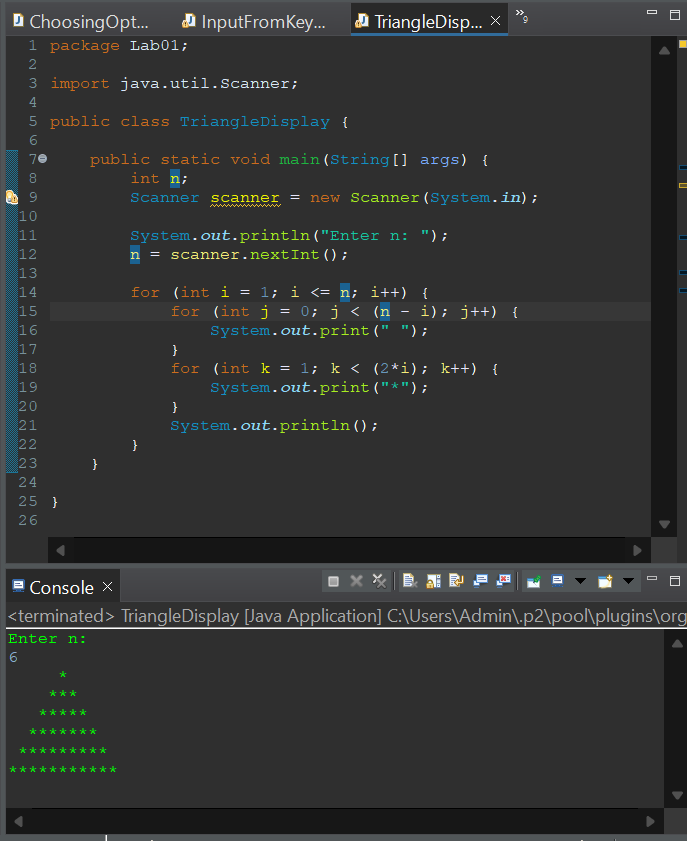 ChoosingOpt... InputFromKey... TriangleDisp... 9
1 package Lab01;
2
3 import java.util.Scanner;
4
5 public class TriangleDisplay {
6
7     public static void main(String[] args) {
8         int n;
9         Scanner scanner = new Scanner(System.in);
10
11         System.out.println("Enter n: ");
12         n = scanner.nextInt();
13
14         for (int i = 1; i <= n; i++) {
15             for (int j = 0; j < (n - i); j++) {
16                 System.out.print(" ");
17             }
18             for (int k = 1; k < (2*i); k++) {
19                 System.out.print("*");
20             }
21             System.out.println();
22         }
23     }
24
25 }
26
Console
<terminated> TriangleDisplay [Java Application] C:\Users\Admin\.p2\pool\plugins\org
Enter n:
6
     *
    ***
   *****
  *******
 *********
***********